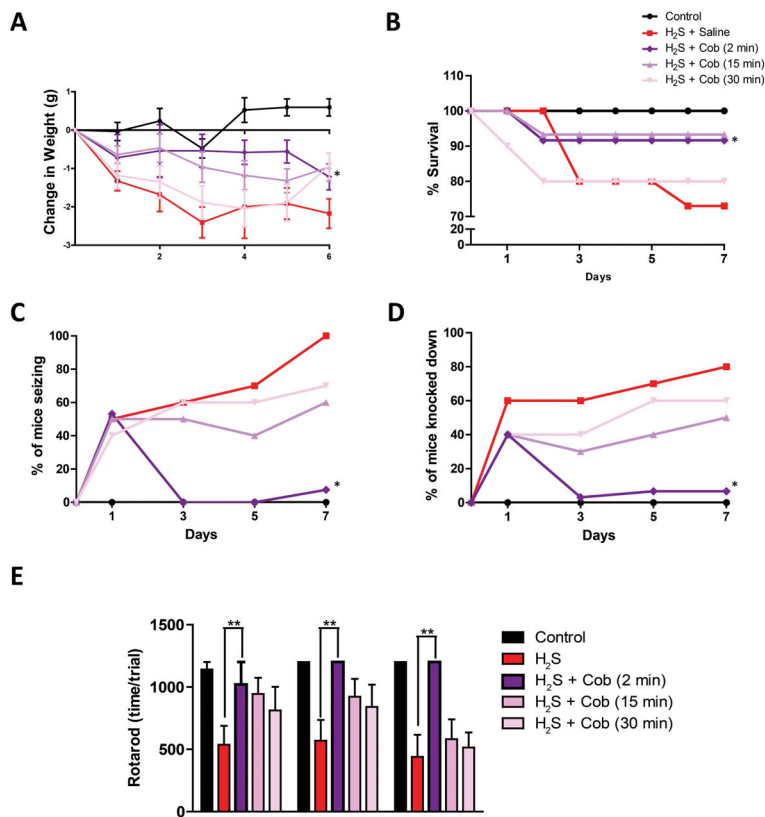 A
Change in Weight (g)
1
0
-1
-2
-3
2
4
6
*
B
Control
H₂S + Saline
H₂S + Cob (2 min)
H₂S + Cob (15 min)
H₂S + Cob (30 min)
% Survival
100
90
80
70
20
0
1
3
5
7
*
Days
C
% of mice seizing
100
80
60
40
20
0
1
3
5
7
*
Days
D
% of mice knocked down
100
80
60
40
20
0
1
3
5
7
*
Days
E
Rotarod (time/trial)
1500
1000
500
0
**
**
**
Control
H₂S
H₂S + Cob (2 min)
H₂S + Cob (15 min)
H₂S + Cob (30 min)